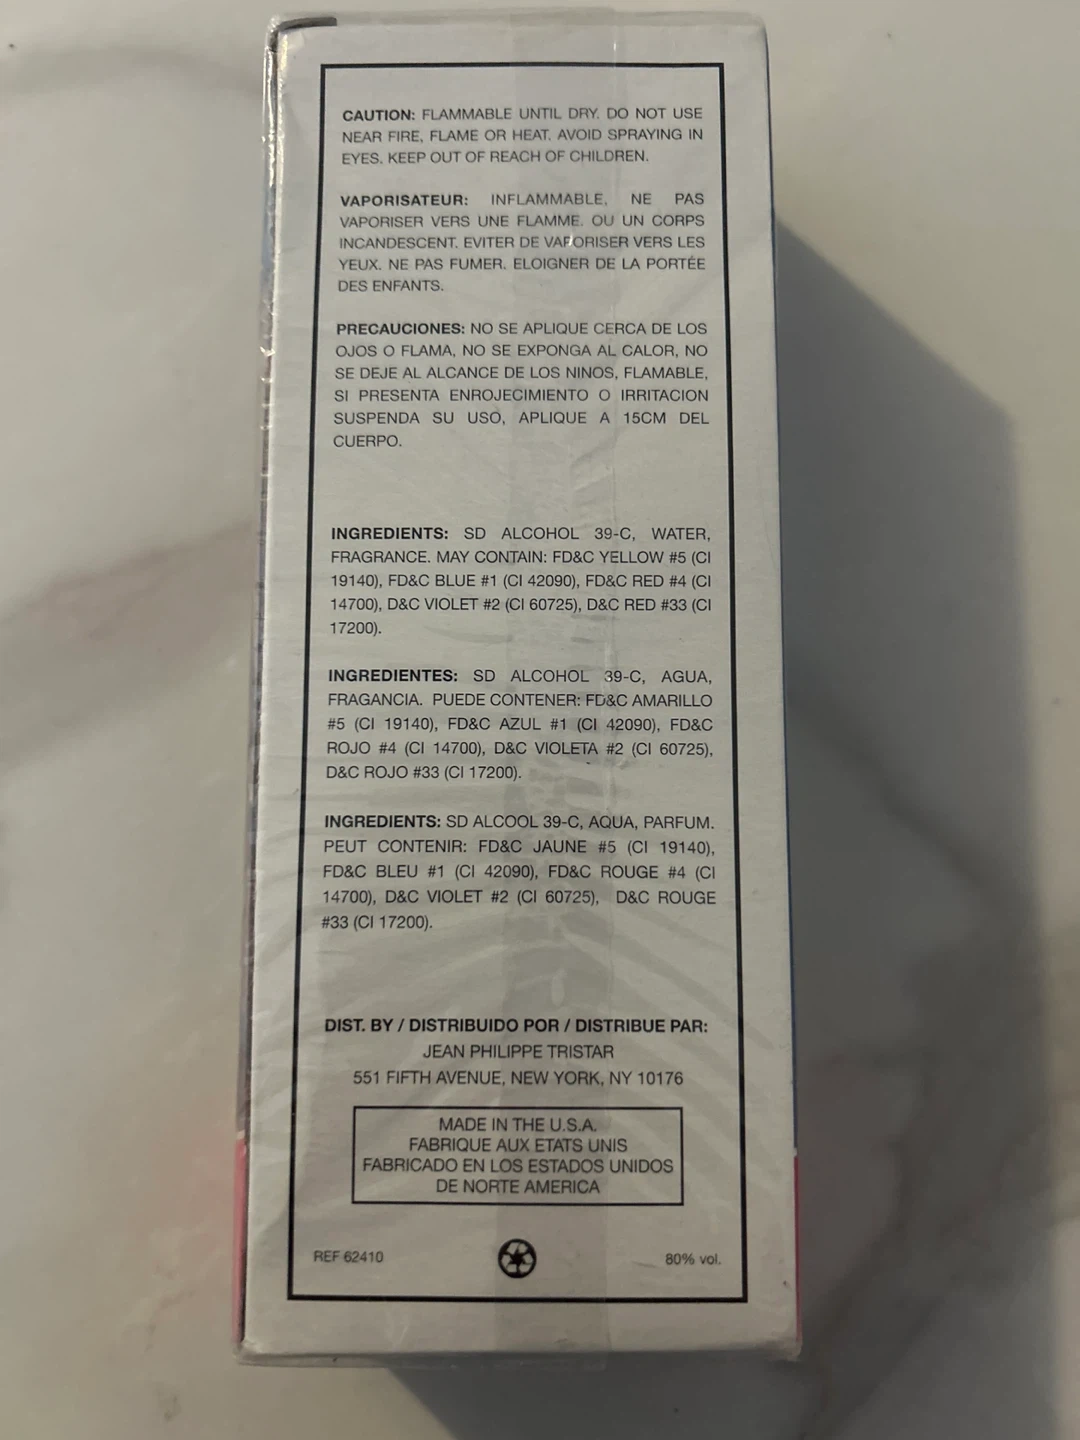 CAUTION: FLAMMABLE UNTIL DRY. DO NOT USE
NEAR FIRE, FLAME OR HEAT. AVOID SPRAYING IN
EYES. KEEP OUT OF REACH OF CHILDREN.
VAPORISATEUR: INFLAMMABLE, NE PAS
VAPORISER VERS UNE FLAMME. OU UN CORPS
INCANDESCENT. EVITER DE VAPORISER VERS LES
YEUX. NE PAS FUMER. ELOIGNER DE LA PORTÉE
DES ENFANTS.
PRECAUCIONES: NO SE APLIQUE CERCA DE LOS
OJOS O FLAMA, NO SE EXPONGA AL CALOR, NO
SE DEJE AL ALCANCE DE LOS NINOS, FLAMABLE,
SI PRESENTA ENROJECIMIENTO O IRRITACION
SUSPENDA SU USO, APLIQUE A 15CM DEL
CUERPO.
INGREDIENTS: SD ALCOHOL 39-C, WATER,
FRAGRANCE. MAY CONTAIN: FD&C YELLOW #5 (CI
19140), FD&C BLUE #1 (CI 42090), FD&C RED #4 (CI
14700), D&C VIOLET #2 (CI 60725), D&C RED #33 (CI
17200).
INGREDIENTES: SD ALCOHOL 39-C, AGUA,
FRAGANCIA. PUEDE CONTENER: FD&C AMARILLO
#5 (CI 19140), FD&C AZUL #1 (CI 42090), FD&C
ROJO #4 (CI 14700), D&C VIOLETA #2 (CI 60725),
D&C ROJO #33 (CI 17200).
INGREDIENTS: SD ALCOOL 39-C, AQUA, PARFUM.
PEUT CONTENIR: FD&C JAUNE #5 (CI 19140),
FD&C BLEU #1 (CI 42090), FD&C ROUGE #4 (CI
14700), D&C VIOLET #2 (CI 60725), D&C ROUGE
#33 (CI 17200).
DIST. BY / DISTRIBUIDO POR / DISTRIBUE PAR:
JEAN PHILIPPE TRISTAR
551 FIFTH AVENUE, NEW YORK, NY 10176
MADE IN THE U.S.A.
FABRIQUE AUX ETATS UNIS
FABRICADO EN LOS ESTADOS UNIDOS
DE NORTE AMERICA
REF 62410
80% vol.